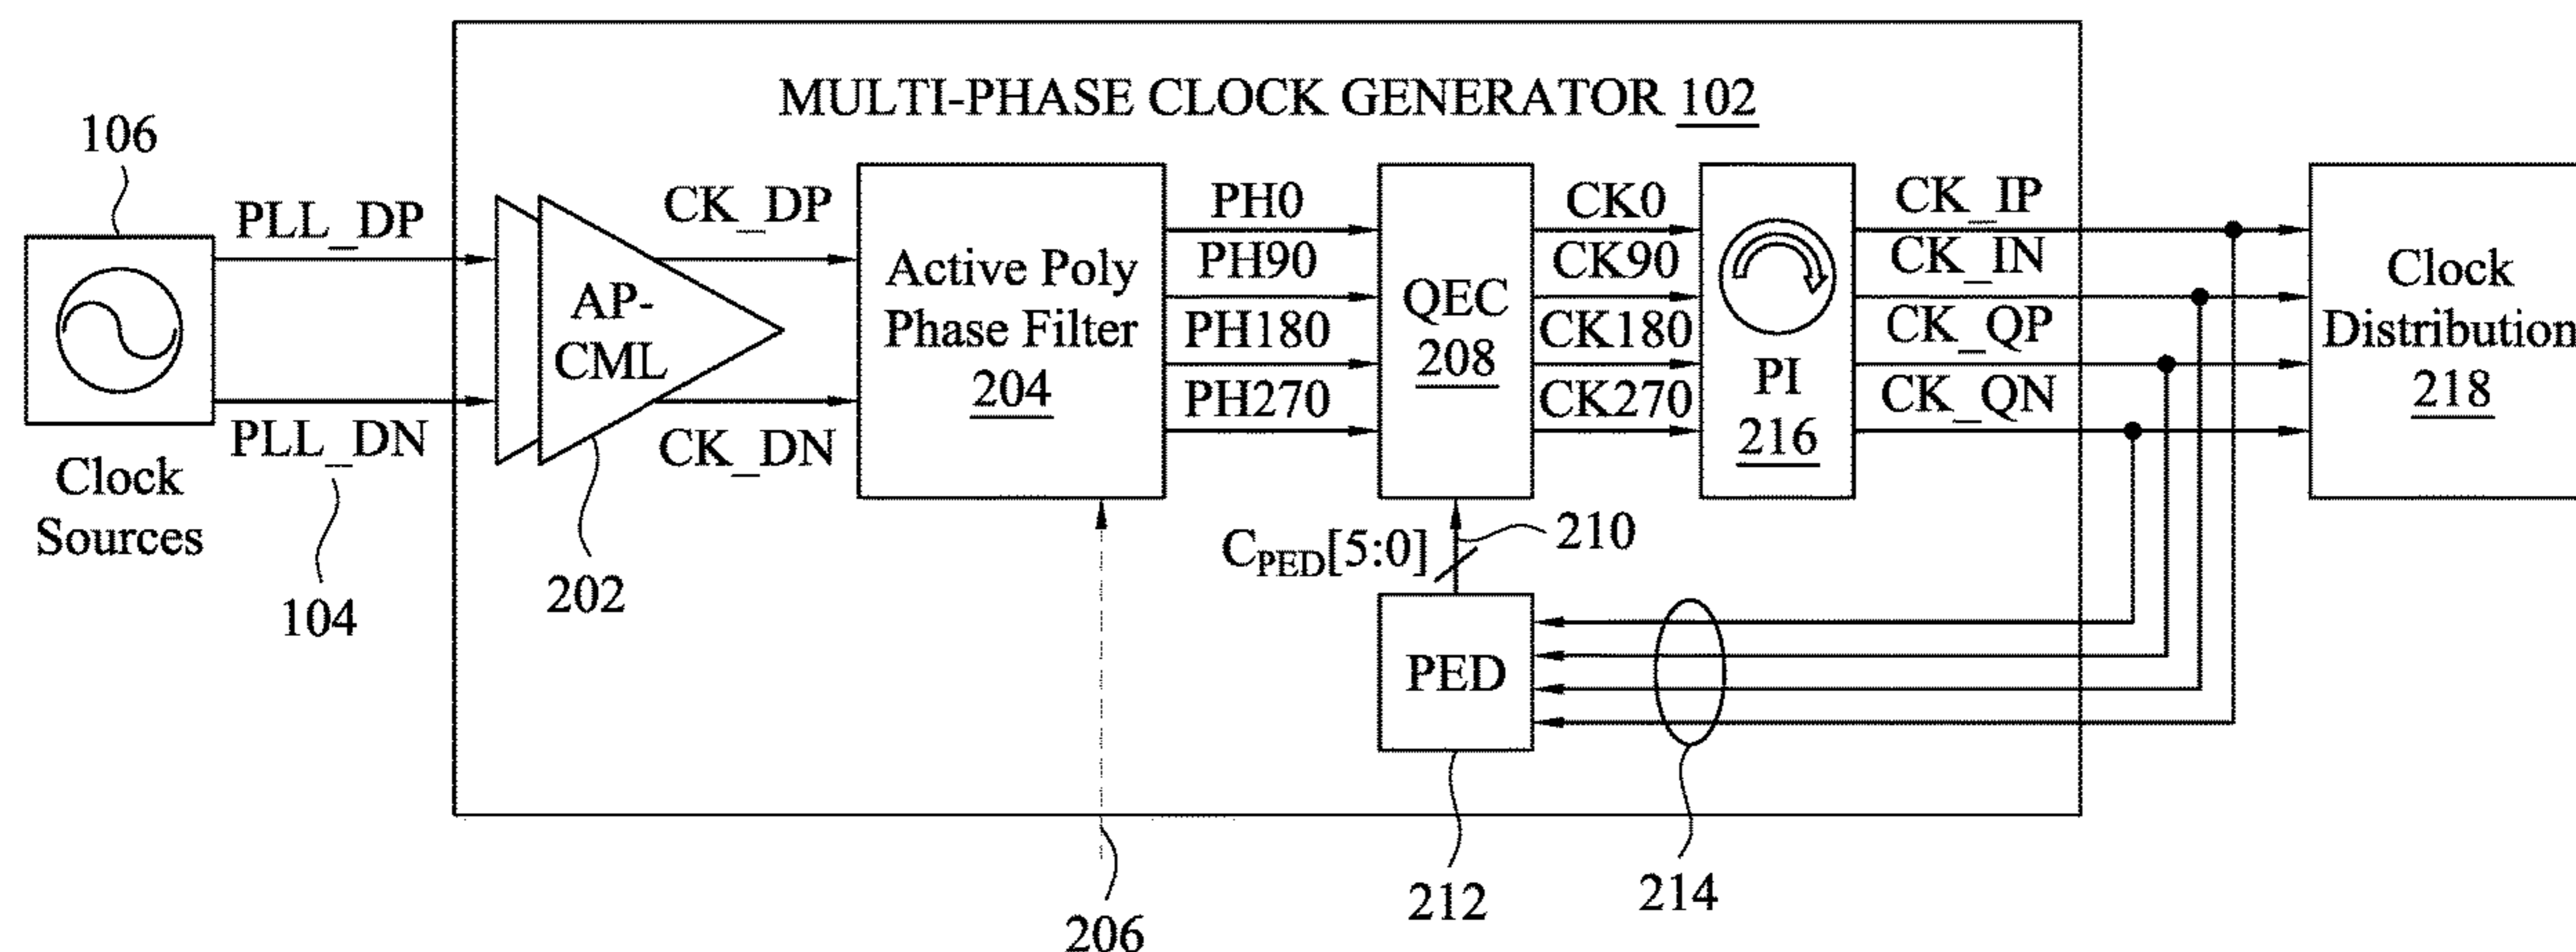 MULTI-PHASE CLOCK GENERATOR 102
106
PLL_DP
PLL_DN
Clock
Sources
104
AP-
CML
202
CK_DP
CK_DN
Active Poly
Phase Filter
204
206
PH0
PH90
PH180
PH270
QEC
208
CK0
CK90
CK180
CK270
PI
216
CK_IP
CK_IN
CK_QP
CK_QN
Clock
Distribution
218
CPED[5:0]
210
PED
212
214